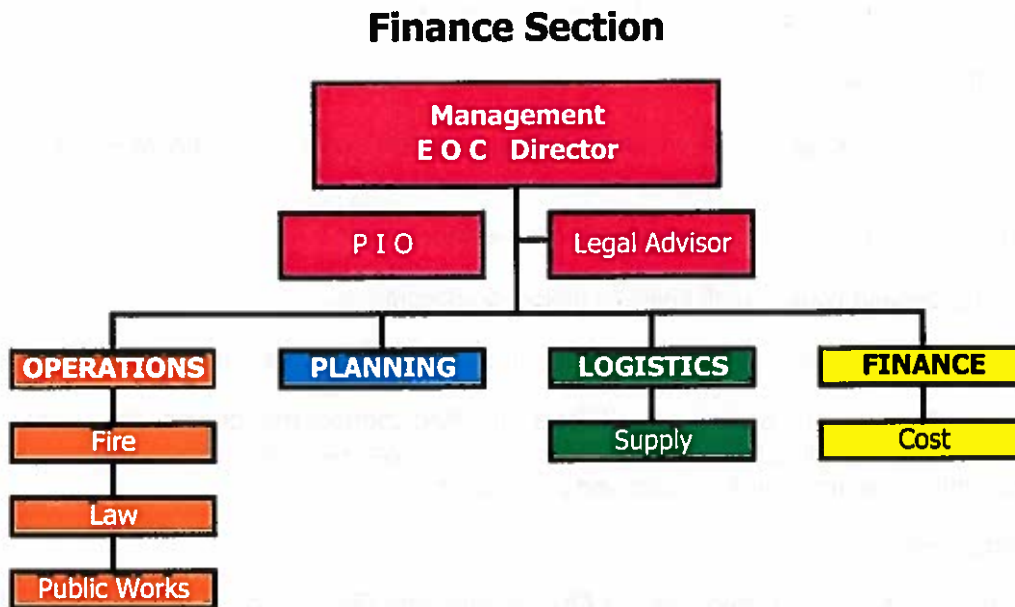 Finance Section
Management
E O C Director
P I O
Legal Advisor
OPERATIONS
PLANNING
LOGISTICS
FINANCE
Fire
Supply
Cost
Law
Public Works